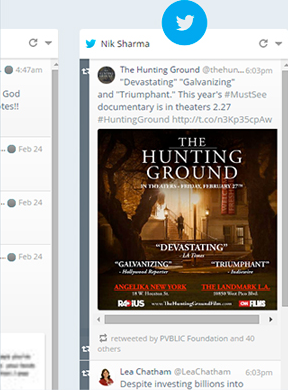 4:47am
God
tes!!
Feb 24
Feb 24
Feb 24
Nik Sharma
The Hunting Ground @thehun... 6:03pm
"Devastating" "Galvanizing"
and "Triumphant." This year's #MustSee
documentary is in theaters 2.27
#HuntingGround http://t.co/n3Kp35cpAw
THE
HUNTING
GROUND
IN THEATERS - FRIDAY, FEBRUARY 27TH
"DEVASTATING"
- LA Times
"GALVANIZING" "TRIUMPHANT"
- Hollywood Reporter - Indiewire
ANGELIKA NEW YORK THE LANDMARK L.A.
18 W. Houston St. 10850 West Pico Blvd.
RADIUS www.TheHuntingGroundFilm.com CNN FILMS
retweeted by PVBLIC Foundation and 40
others
Lea Chatham @LeaChatham 6:03pm
Despite investing billions into